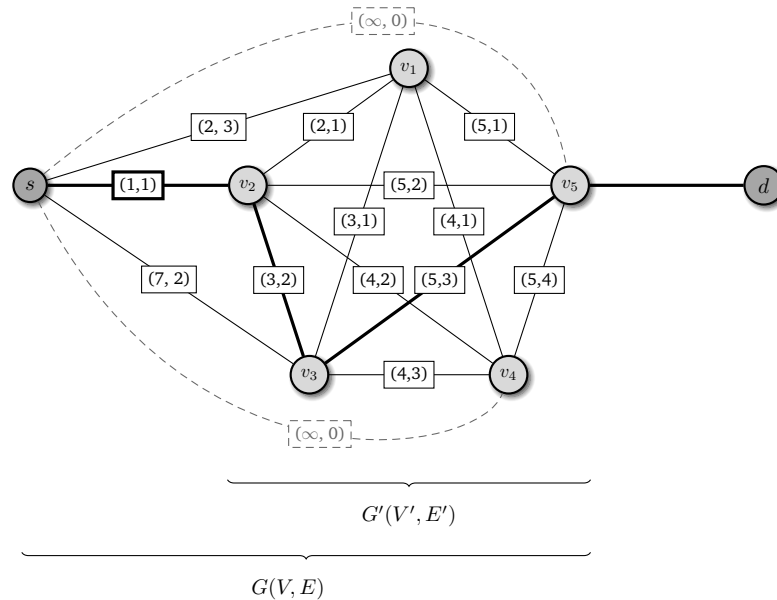 (∞, 0)
v₁
(2, 3)
(2,1)
(5,1)
s
(1,1)
v₂
(5,2)
v₅
d
(3,1)
(4,1)
(7, 2)
(3,2)
(4,2)
(5,3)
(5,4)
v₃
(4,3)
v₄
(∞, 0)
G'(V', E')
G(V, E)